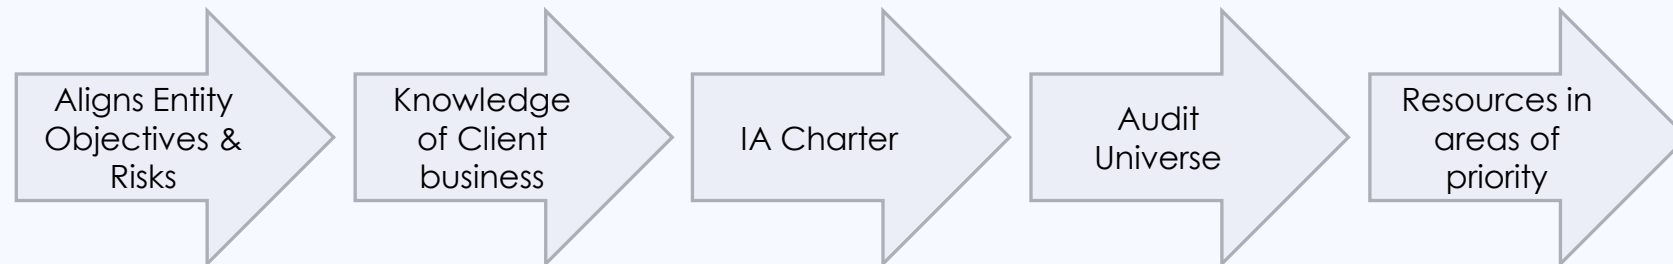 Aligns Entity
Objectives &
Risks
Knowledge
of Client
business
IA Charter
Audit
Universe
Resources in
areas of
priority